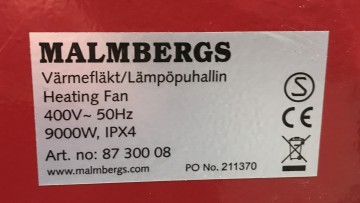 MALMBERGS
Värmefläkt/Lämpöpuhallin
Heating Fan
400V~ 50Hz
9000W, IPX4
Art. no: 87 300 08
www.malmbergs.com PO No. 211370
S
CE